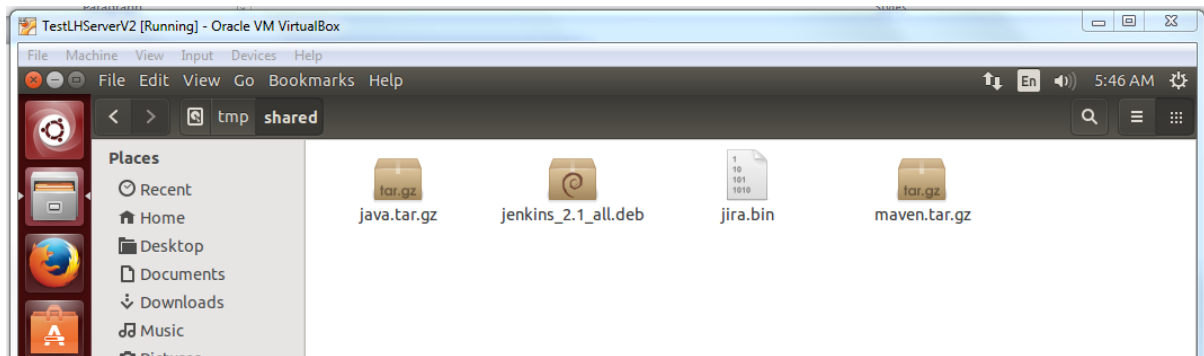 TestLHServerV2 [Running] - Oracle VM VirtualBox
File Machine View Input Devices Help
File Edit View Go Bookmarks Help
En
5:46 AM
tmp shared
Places
Recent
Home
Desktop
Documents
Downloads
Music
tar.gz
java.tar.gz
jenkins_2.1_all.deb
1
10
101
1010
jira.bin
tar.gz
maven.tar.gz